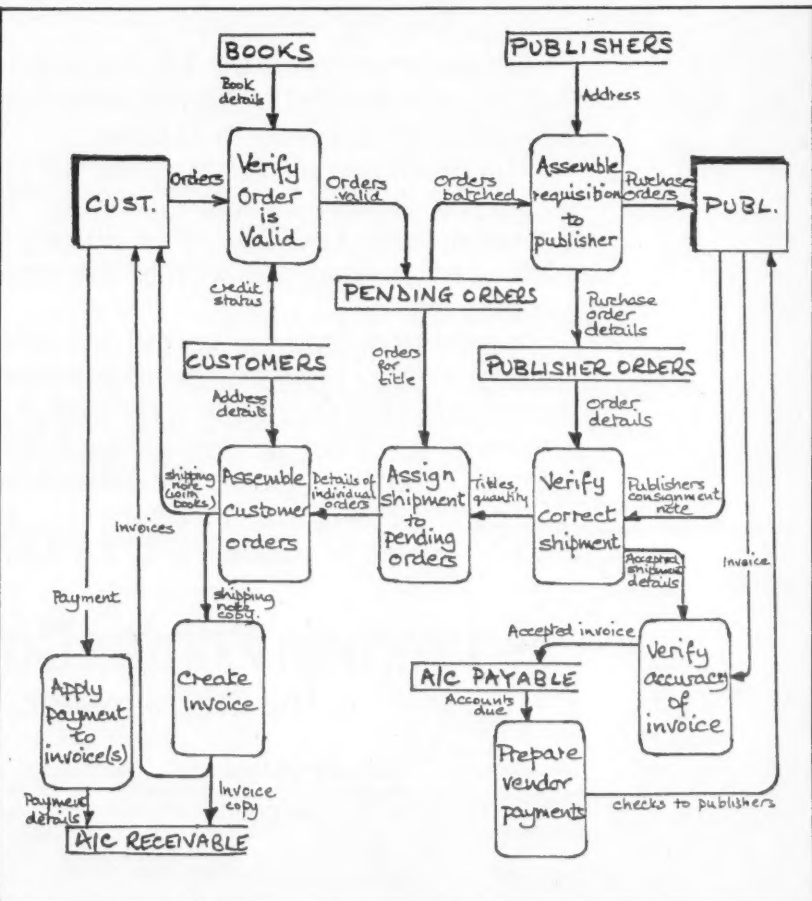 BOOKS
PUBLISHERS
Book
details
Address
CUST.
Orders
Verify
Order
is
Valid
Orders
valid
Orders
batched
Assemble
requisition
to
publisher
Purchase
orders
PUBL.
credit
status
PENDING ORDERS
Purchase
order
details
CUSTOMERS
Orders
for
title
PUBLISHER ORDERS
Address
details
Order
details
shipping
note
(with
books)
Invoices
Assemble
customer
orders
Details of
individual
orders
Assign
shipment
to
pending
orders
Titles,
quantity
Verify
correct
shipment
Publishers
consignment
note
Accepted
shipment
details
Invoice
Payment
shipping
note
copy.
Accepted invoice
Apply
payment
to
invoice(s)
Create
Invoice
A/C PAYABLE
Accounts
due
Verify
accuracy
of
invoice
Payment
details
Invoice
copy
Prepare
vendor
payments
checks to publishers
A/C RECEIVABLE